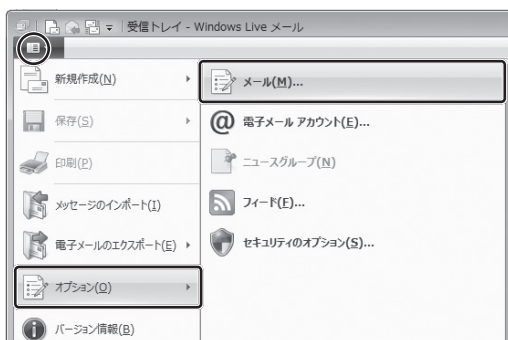 受信トレイ - Windows Live メール
新規作成(N)
保存(S)
印刷(P)
メッセージのインポート(I)
電子メールのエクスポート(E)
オプション(O)
バージョン情報(B)
メール(M)...
電子メール アカウント(E)...
ニュースグループ(N)
フィード(F)...
セキュリティのオプション(S)...